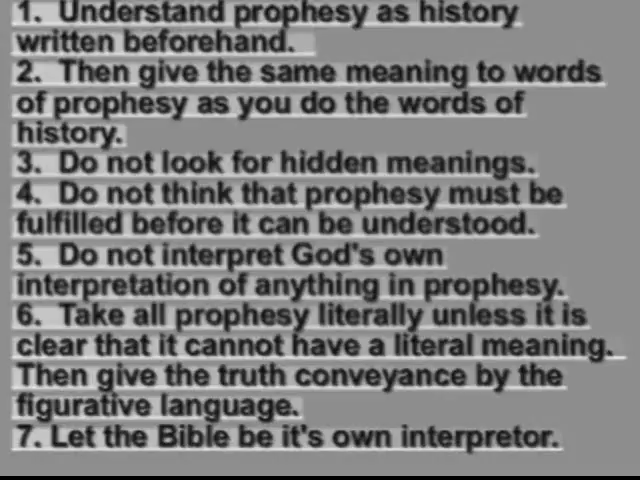 1. Understand prophesy as history
written beforehand.
2. Then give the same meaning to words
of prophesy as you do the words of
history.
3. Do not look for hidden meanings.
4. Do not think that prophesy must be
fulfilled before it can be understood.
5. Do not interpret God's own
interpretation of anything in prophesy.
6. Take all prophesy literally unless it is
clear that it cannot have a literal meaning.
Then give the truth conveyance by the
figurative language.
7. Let the Bible be it's own interpretor.